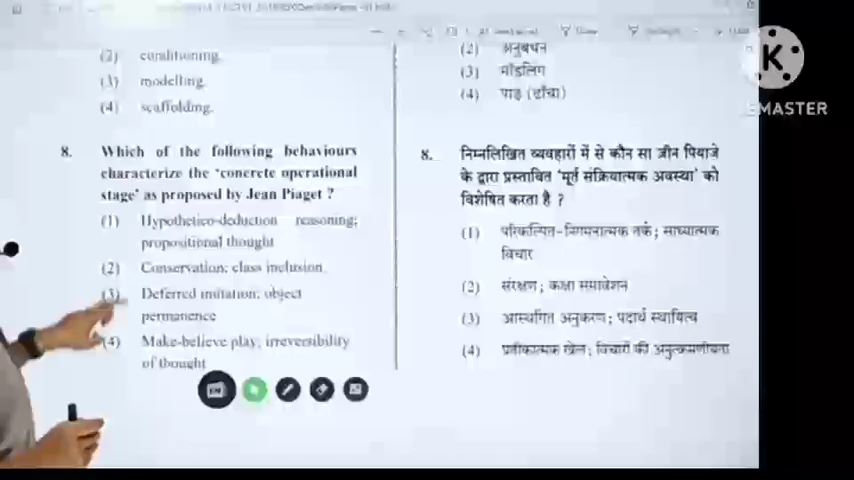 (2) conditioning.
(3) modelling.
(4) scaffolding.
8. Which of the following behaviours
characterize the 'concrete operational
stage' as proposed by Jean Piaget ?
(1) Hypothetico-deduction reasoning;
propositional thought
(2) Conservation; class inclusion
(3) Deferred imitation; object
permanence
(4) Make-believe play; irreversibility
of thought
(2) अनुबंधन
(3) मॉडलिंग
(4) पाड़ (ढाँचा)
8. निम्नलिखित व्यवहारों में से कौन सा जीन पियाजे
के द्वारा प्रस्तावित 'मूर्त संक्रियात्मक अवस्था' को
विशेषित करता है ?
(1) परिकल्पित-निगमनात्मक तर्क; साध्यात्मक
विचार
(2) संरक्षण; कक्षा समावेशन
(3) आस्थगित अनुकरण; पदार्थ स्थायित्व
(4) प्रतीकात्मक खेल; विचारों की अनुत्क्रमणीयता
K
EMASTER